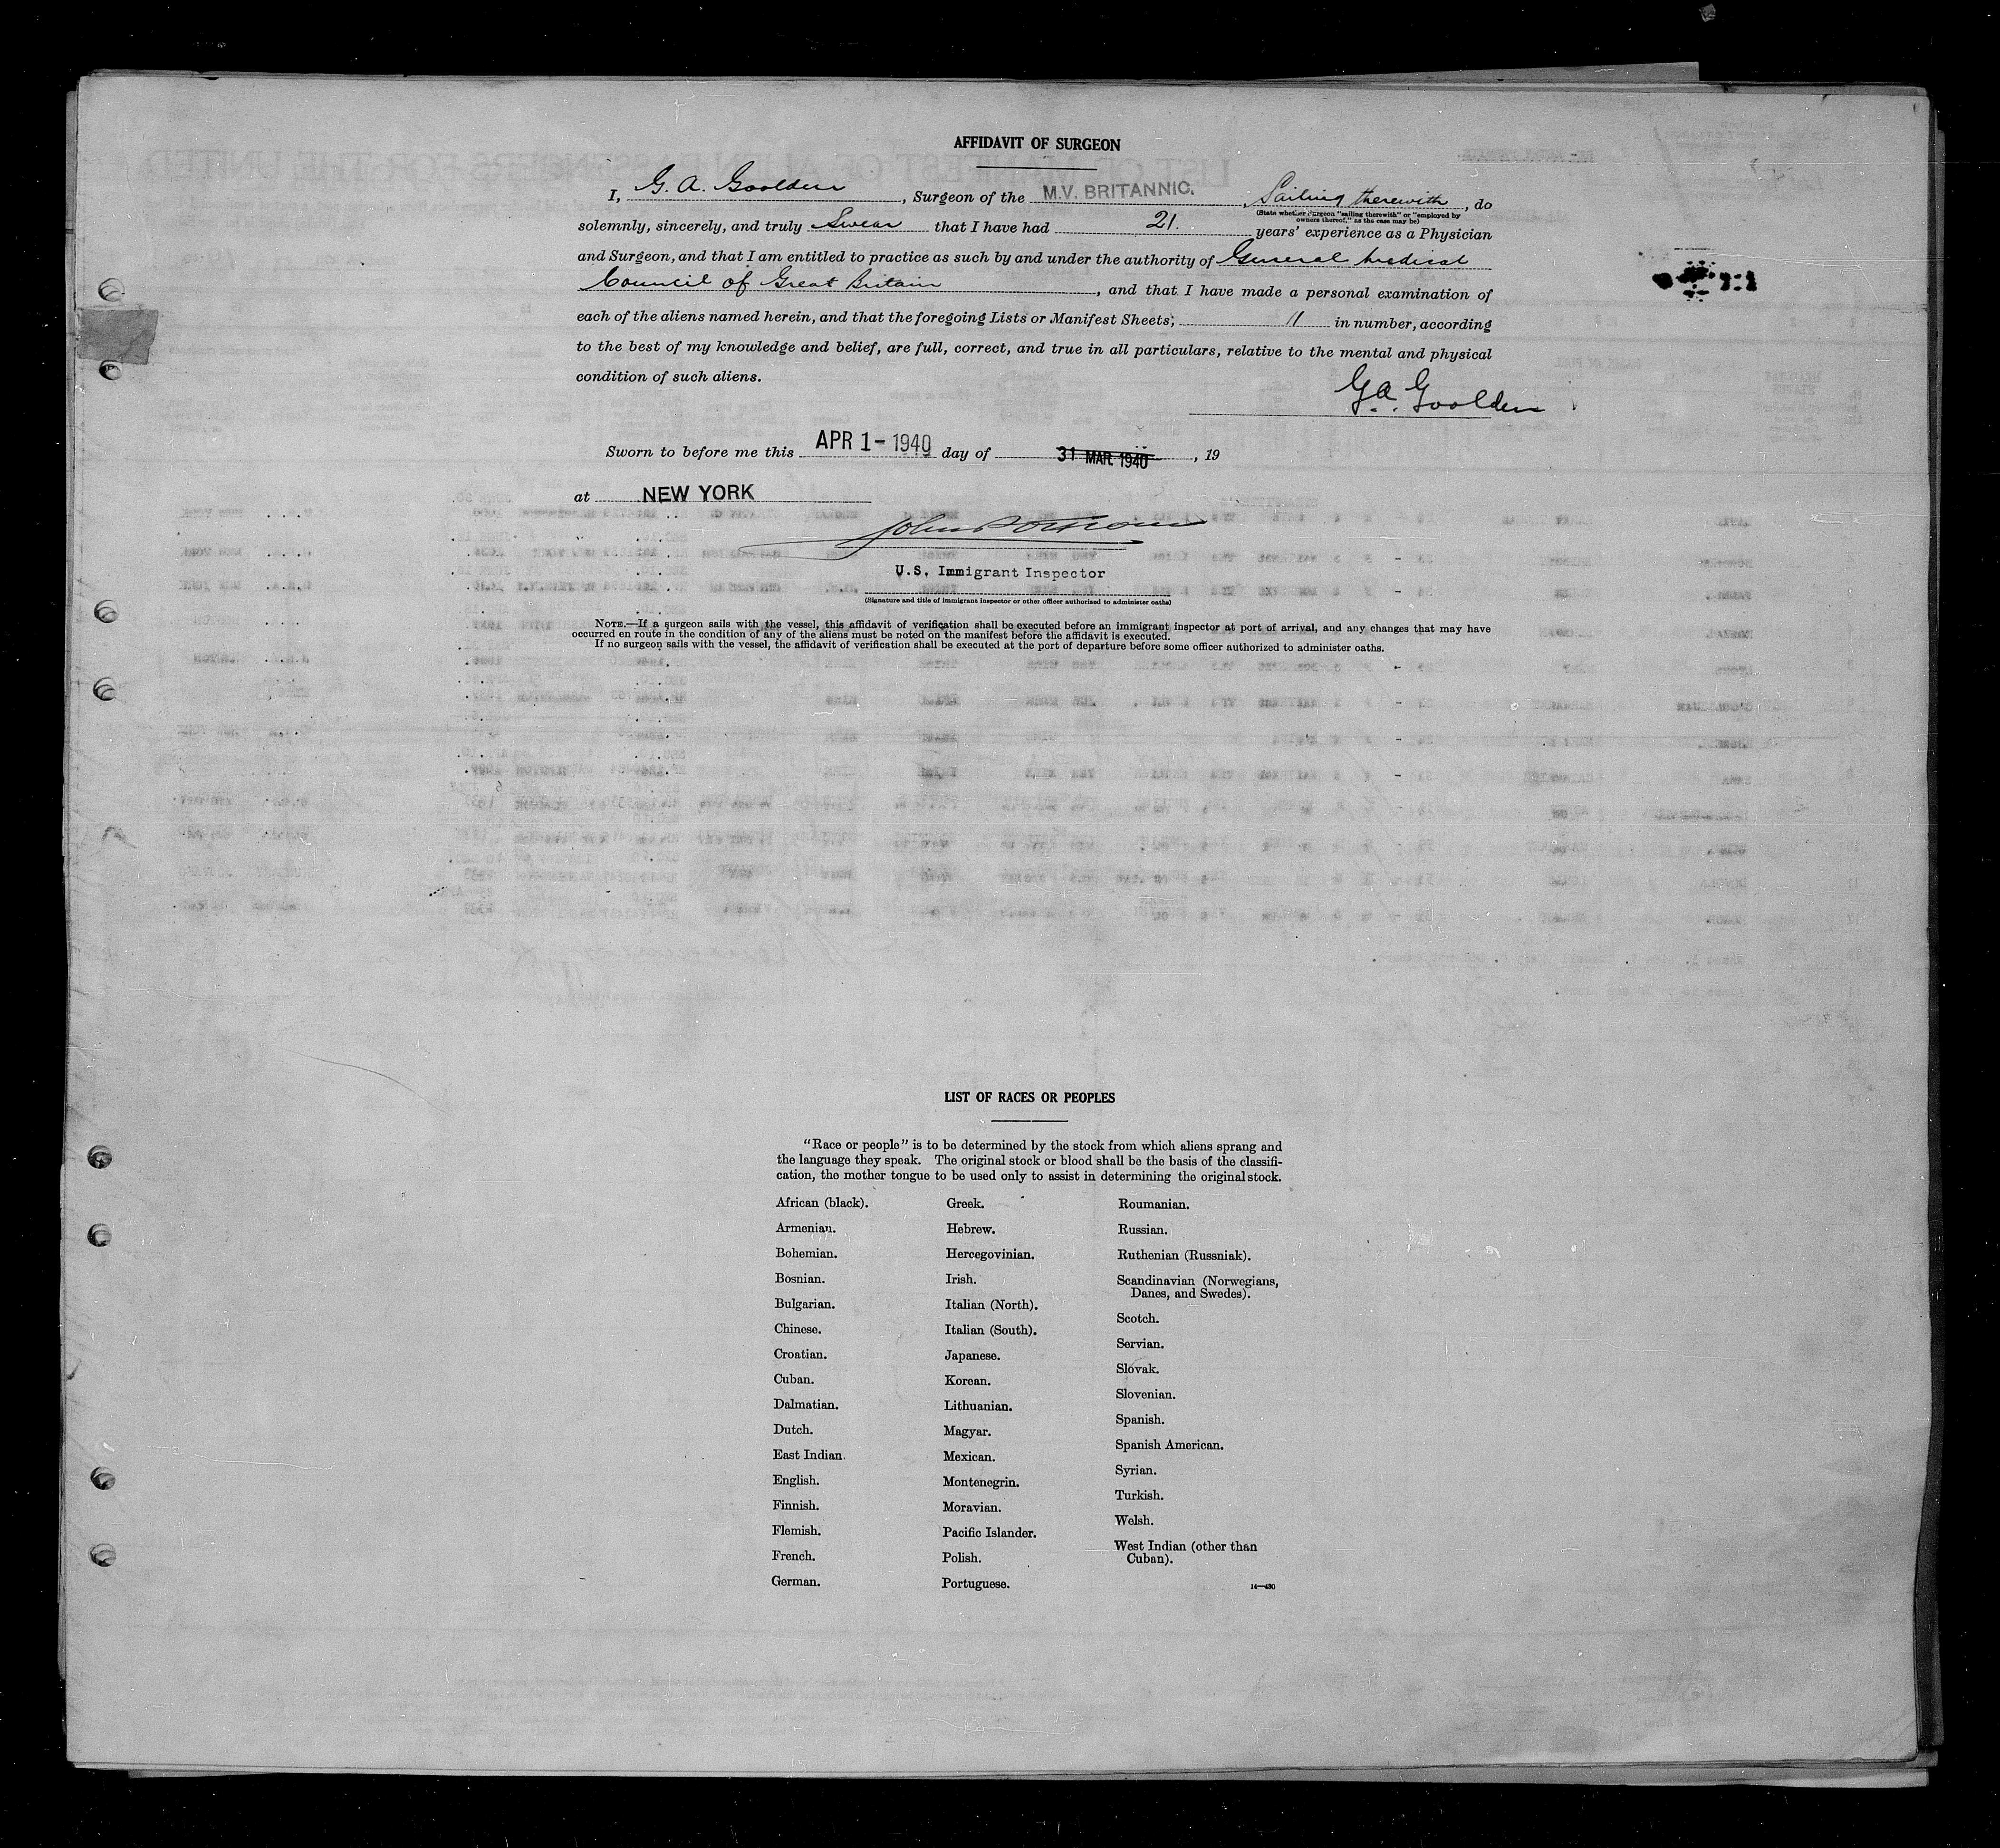 AFFIDAVIT OF SURGEON
I, G. A. Goolden, Surgeon of the M.V. BRITANNIC. Sailing therewith, do
(State whether surgeon "sailing therewith" or "employed by
owners thereof," as the case may be)
solemnly, sincerely, and truly Swear that I have had 21. years' experience as a Physician
and Surgeon, and that I am entitled to practice as such by and under the authority of General Medical
Council of Great Britain, and that I have made a personal examination of
each of the aliens named herein, and that the foregoing Lists or Manifest Sheets, 11 in number, according
to the best of my knowledge and belief, are full, correct, and true in all particulars, relative to the mental and physical
condition of such aliens.
G. A. Goolden
Sworn to before me this APR 1 - 1940 day of 31 MAR. 1940, 19
at NEW YORK
U.S. Immigrant Inspector
(Signature and title of immigrant inspector or other officer authorized to administer oaths)
NOTE.—If a surgeon sails with the vessel, this affidavit of verification shall be executed before an immigrant inspector at port of arrival, and any changes that may have
occurred en route in the condition of any of the aliens must be noted on the manifest before the affidavit is executed.
If no surgeon sails with the vessel, the affidavit of verification shall be executed at the port of departure before some officer authorized to administer oaths.
LIST OF RACES OR PEOPLES
"Race or people" is to be determined by the stock from which aliens sprang and
the language they speak. The original stock or blood shall be the basis of the classifi-
cation, the mother tongue to be used only to assist in determining the original stock.
African (black).
Armenian.
Bohemian.
Bosnian.
Bulgarian.
Chinese.
Croatian.
Cuban.
Dalmatian.
Dutch.
East Indian.
English.
Finnish.
Flemish.
French.
German.
Greek.
Hebrew.
Hercegovinian.
Irish.
Italian (North).
Italian (South).
Japanese.
Korean.
Lithuanian.
Magyar.
Mexican.
Montenegrin.
Moravian.
Pacific Islander.
Polish.
Portuguese.
Roumanian.
Russian.
Ruthenian (Russniak).
Scandinavian (Norwegians,
Danes, and Swedes).
Scotch.
Servian.
Slovak.
Slovenian.
Spanish.
Spanish American.
Syrian.
Turkish.
Welsh.
West Indian (other than
Cuban).
14—430